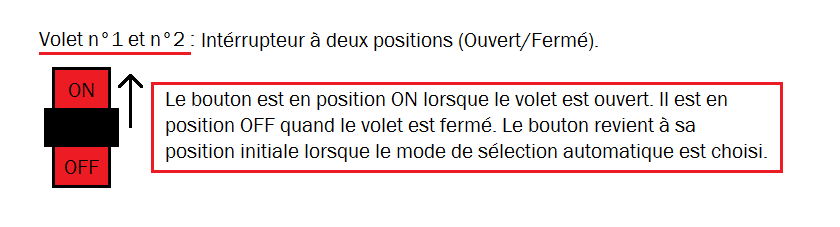 Volet n°1 et n°2 : Intérrupteur à deux positions (Ouvert/Fermé).
ON
OFF
Le bouton est en position ON lorsque le volet est ouvert. Il est en
position OFF quand le volet est fermé. Le bouton revient à sa
position initiale lorsque le mode de sélection automatique est choisi.